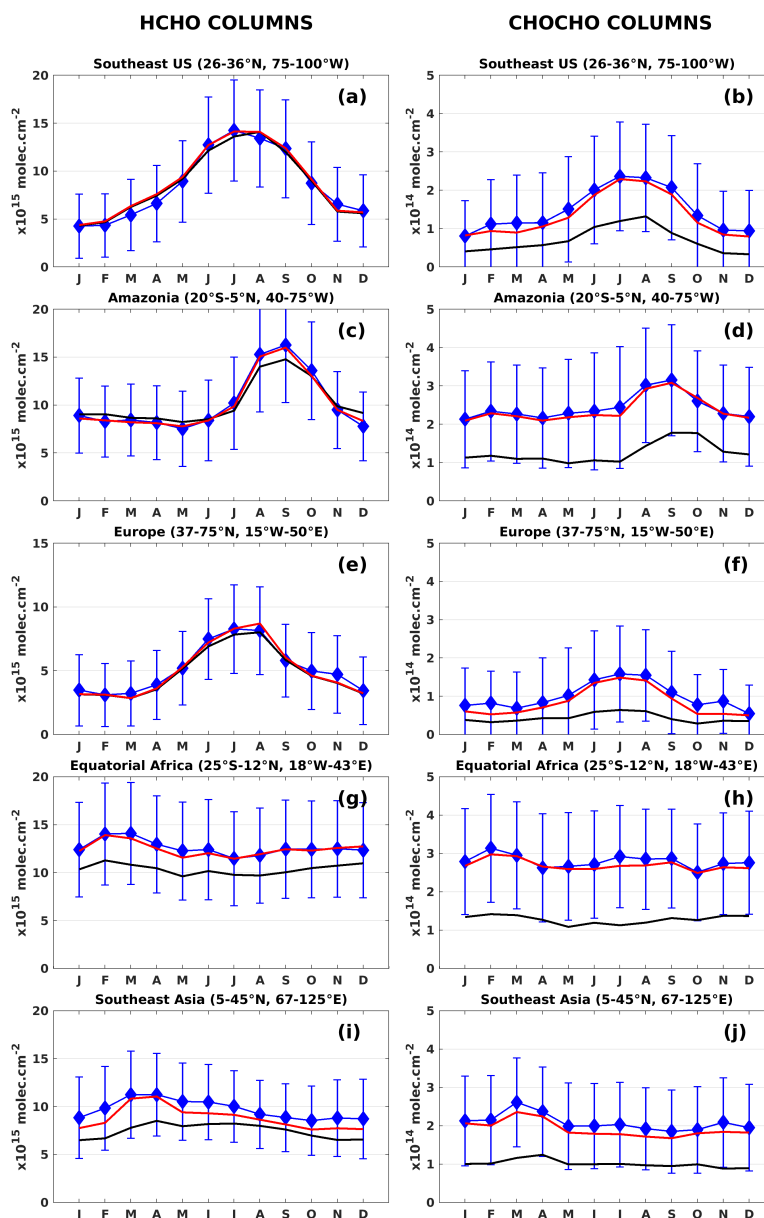 HCHO COLUMNS
CHOCHO COLUMNS
Southeast US (26-36°N, 75-100°W)
(a)
x10¹⁵ molec.cm⁻²
20
15
10
5
0
J F M A M J J A S O N D
Southeast US (26-36°N, 75-100°W)
(b)
x10¹⁴ molec.cm⁻²
5
4
3
2
1
0
J F M A M J J A S O N D
Amazonia (20°S-5°N, 40-75°W)
(c)
x10¹⁵ molec.cm⁻²
20
15
10
5
0
J F M A M J J A S O N D
Amazonia (20°S-5°N, 40-75°W)
(d)
x10¹⁴ molec.cm⁻²
5
4
3
2
1
0
J F M A M J J A S O N D
Europe (37-75°N, 15°W-50°E)
(e)
x10¹⁵ molec.cm⁻²
15
10
5
0
J F M A M J J A S O N D
Europe (37-75°N, 15°W-50°E)
(f)
x10¹⁴ molec.cm⁻²
5
4
3
2
1
0
J F M A M J J A S O N D
Equatorial Africa (25°S-12°N, 18°W-43°E)
(g)
x10¹⁵ molec.cm⁻²
20
15
10
5
0
J F M A M J J A S O N D
Equatorial Africa (25°S-12°N, 18°W-43°E)
(h)
x10¹⁴ molec.cm⁻²
5
4
3
2
1
0
J F M A M J J A S O N D
Southeast Asia (5-45°N, 67-125°E)
(i)
x10¹⁵ molec.cm⁻²
20
15
10
5
0
J F M A M J J A S O N D
Southeast Asia (5-45°N, 67-125°E)
(j)
x10¹⁴ molec.cm⁻²
5
4
3
2
1
0
J F M A M J J A S O N D